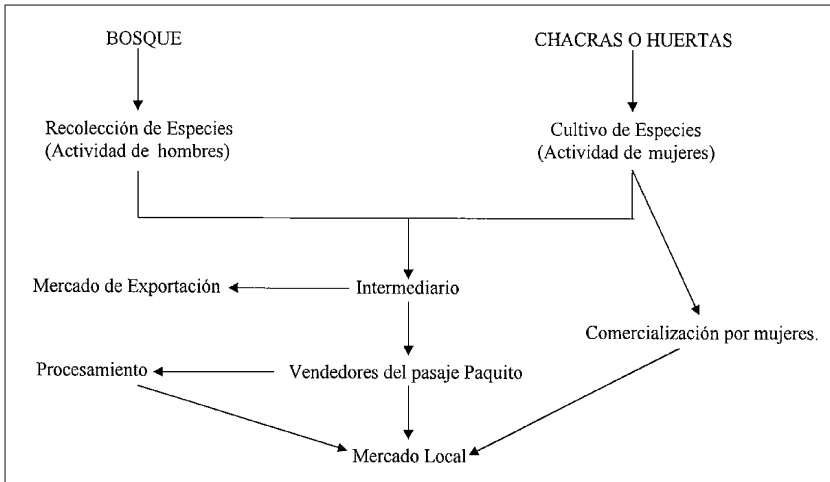 BOSQUE
CHACRAS O HUERTAS
Recolección de Especies
(Actividad de hombres)
Cultivo de Especies
(Actividad de mujeres)
Mercado de Exportación
Intermediario
Comercialización por mujeres.
Procesamiento
Vendedores del pasaje Paquito
Mercado Local